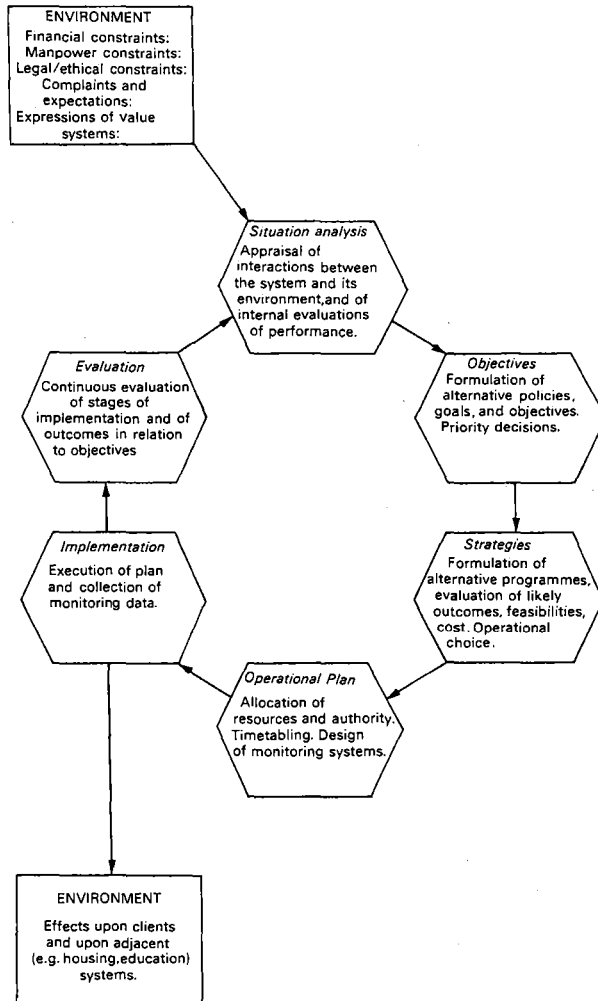 ENVIRONMENT
Financial constraints:
Manpower constraints:
Legal/ethical constraints:
Complaints and
expectations:
Expressions of value
systems:
Situation analysis
Appraisal of
interactions between
the system and its
environment,and of
internal evaluations
of performance.
Objectives
Formulation of
alternative policies,
goals, and objectives.
Priority decisions.
Strategies
Formulation of
alternative programmes,
evaluation of likely
outcomes, feasibilities,
cost. Operational
choice.
Operational Plan
Allocation of
resources and authority.
Timetabling. Design
of monitoring systems.
Implementation
Execution of plan
and collection of
monitoring data.
Evaluation
Continuous evaluation
of stages of
implementation and of
outcomes in relation
to objectives
ENVIRONMENT
Effects upon clients
and upon adjacent
(e.g. housing,education)
systems.